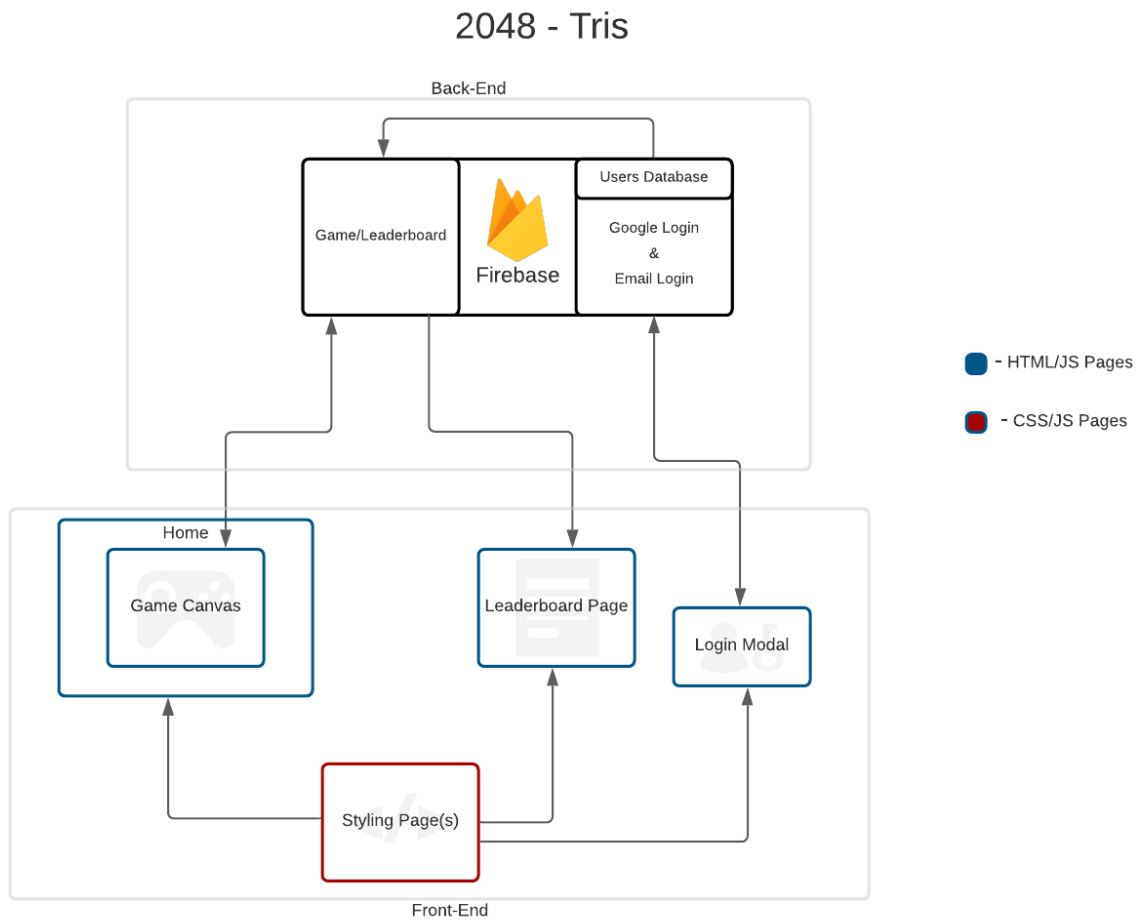 2048 - Tris
Back-End
Users Database
Game/Leaderboard
Firebase
Google Login
&
Email Login
- HTML/JS Pages
- CSS/JS Pages
Home
Game Canvas
Leaderboard Page
Login Modal
Styling Page(s)
Front-End